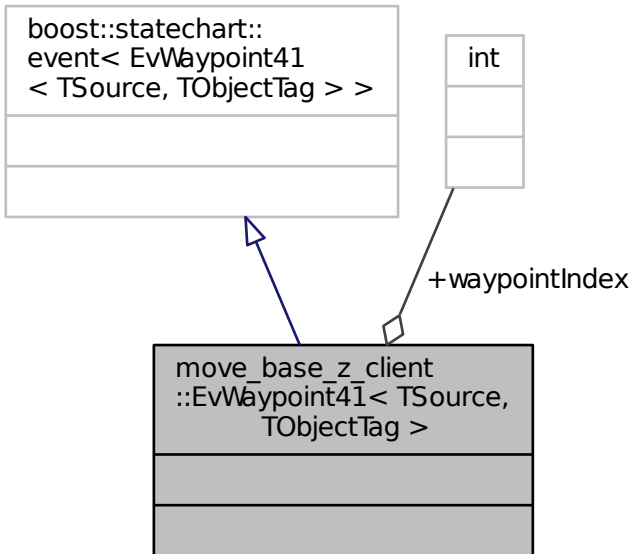 boost::statechart::
event< EvWaypoint41
< TSource, TObjectTag > >
int
+waypointIndex
move_base_z_client
::EvWaypoint41< TSource,
TObjectTag >